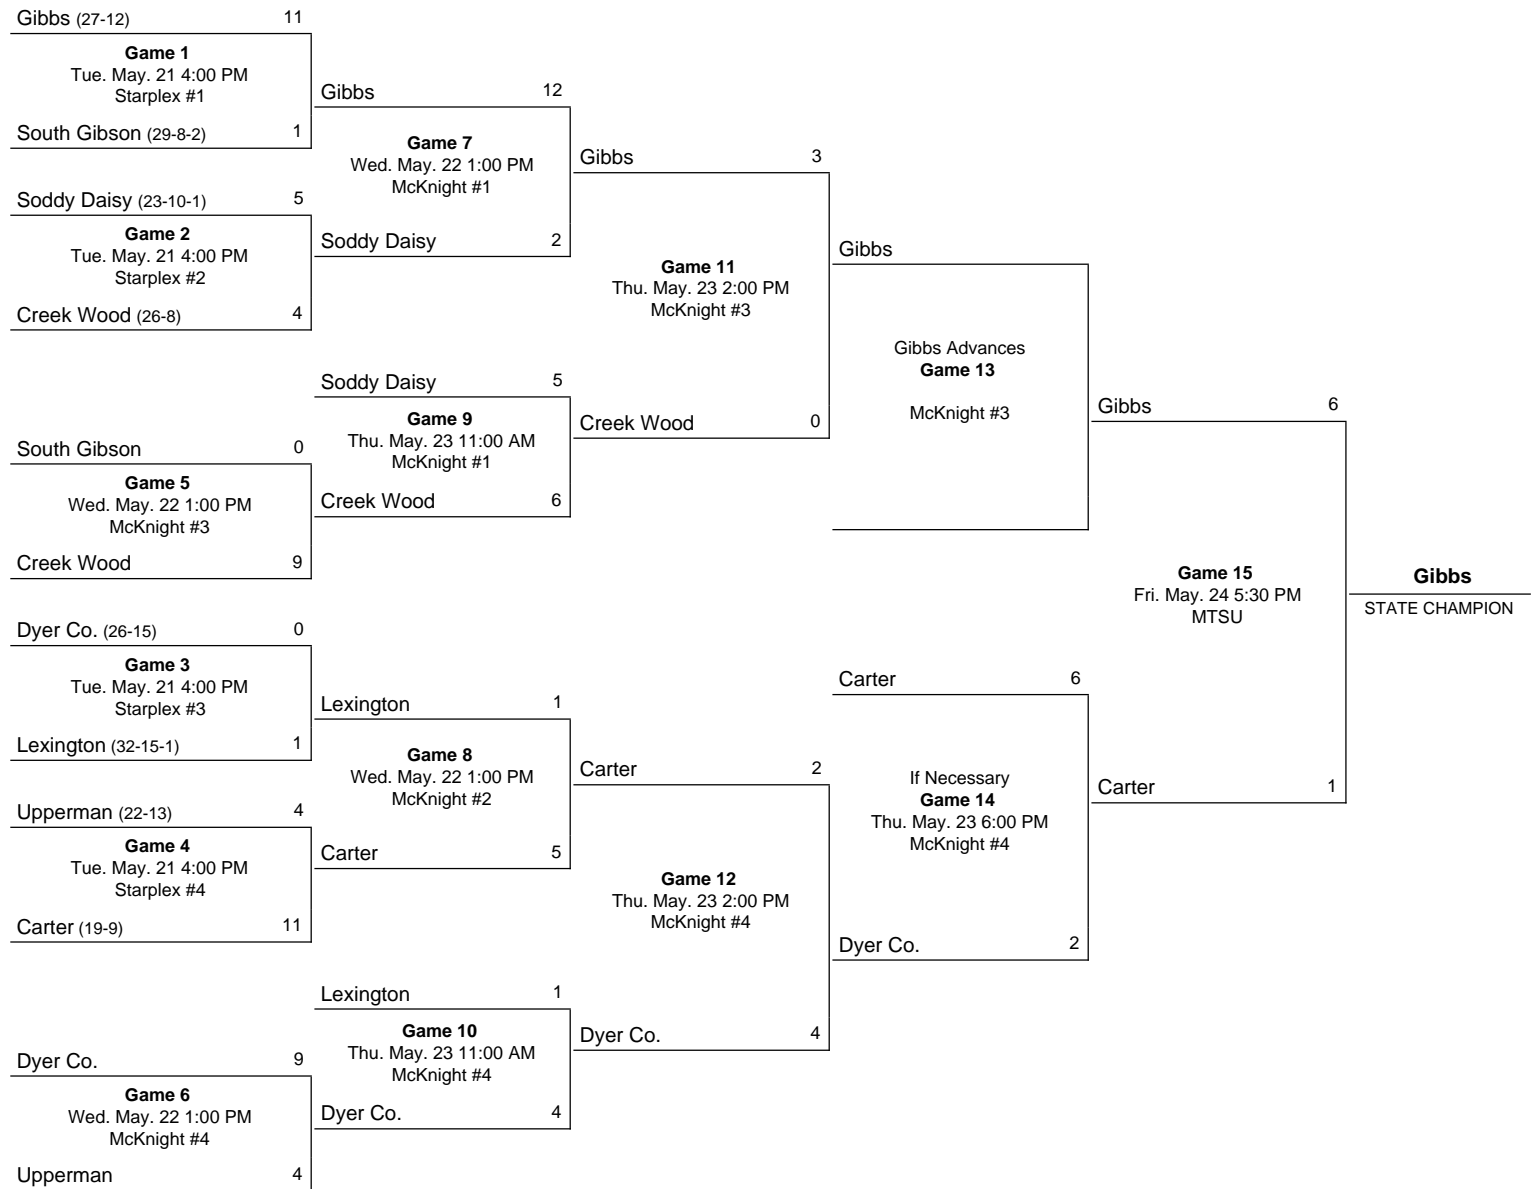 Gibbs (27-12) 11
Game 1
Tue. May. 21 4:00 PM
Starplex #1
South Gibson (29-8-2) 1
Soddy Daisy (23-10-1) 5
Game 2
Tue. May. 21 4:00 PM
Starplex #2
Creek Wood (26-8) 4
South Gibson 0
Game 5
Wed. May. 22 1:00 PM
McKnight #3
Creek Wood 9
Dyer Co. (26-15) 0
Game 3
Tue. May. 21 4:00 PM
Starplex #3
Lexington (32-15-1) 1
Upperman (22-13) 4
Game 4
Tue. May. 21 4:00 PM
Starplex #4
Carter (19-9) 11
Dyer Co. 9
Game 6
Wed. May. 22 1:00 PM
McKnight #4
Upperman 4
Gibbs 12
Game 7
Wed. May. 22 1:00 PM
McKnight #1
Soddy Daisy 2
Soddy Daisy 5
Game 9
Thu. May. 23 11:00 AM
McKnight #1
Creek Wood 6
Lexington 1
Game 8
Wed. May. 22 1:00 PM
McKnight #2
Carter 5
Lexington 1
Game 10
Thu. May. 23 11:00 AM
McKnight #4
Dyer Co. 4
Gibbs 3
Game 11
Thu. May. 23 2:00 PM
McKnight #3
Creek Wood 0
Carter 2
Game 12
Thu. May. 23 2:00 PM
McKnight #4
Dyer Co. 4
Gibbs
Gibbs Advances
Game 13
McKnight #3
Carter 6
If Necessary
Game 14
Thu. May. 23 6:00 PM
McKnight #4
Dyer Co. 2
Gibbs 6
Game 15
Fri. May. 24 5:30 PM
MTSU
Carter 1
Gibbs
STATE CHAMPION